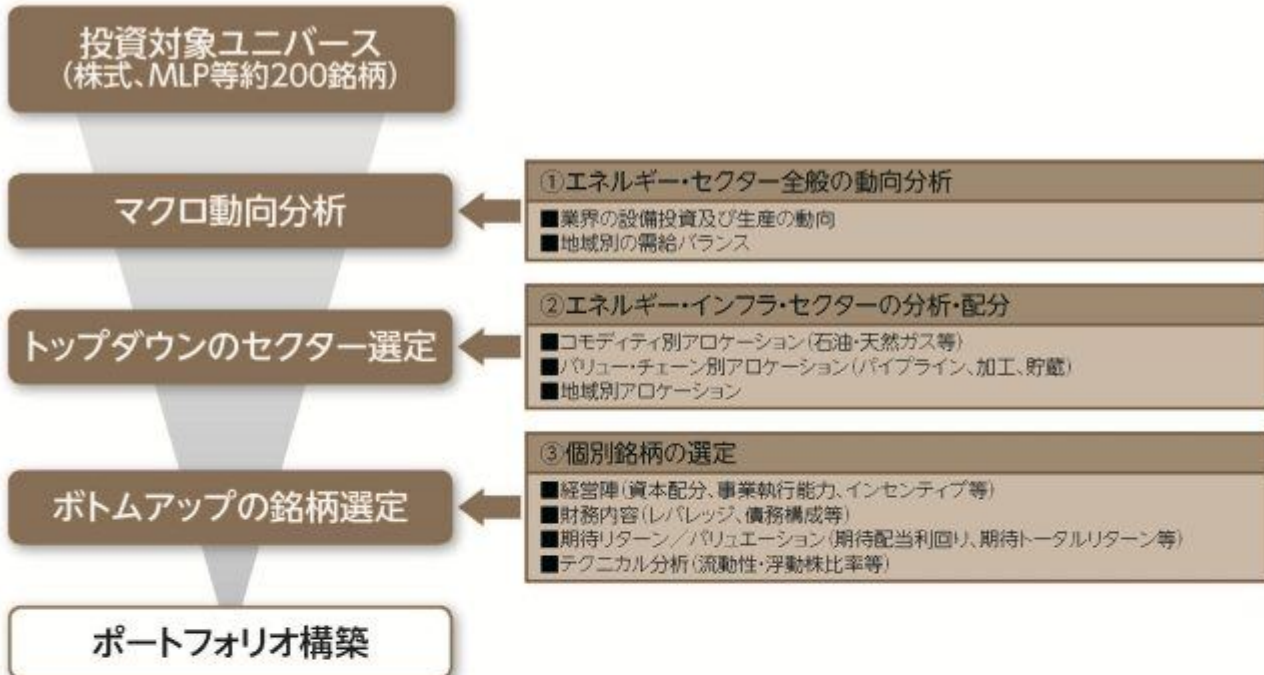 投資対象ユニバース
(株式、MLP等約200銘柄)
マクロ動向分析
①エネルギー・セクター全般の動向分析
■業界の設備投資及び生産の動向
■地域別の需給バランス
トップダウンのセクター選定
②エネルギー・インフラ・セクターの分析・配分
■コモディティ別アロケーション(石油・天然ガス等)
■バリュー・チェーン別アロケーション(パイプライン、加工、貯蔵)
■地域別アロケーション
ボトムアップの銘柄選定
③個別銘柄の選定
■経営陣(資本配分、事業執行能力、インセンティブ等)
■財務内容(レバレッジ、債務構成等)
■期待リターン／バリュエーション(期待配当利回り、期待トータルリターン等)
■テクニカル分析(流動性・浮動株比率等)
ポートフォリオ構築